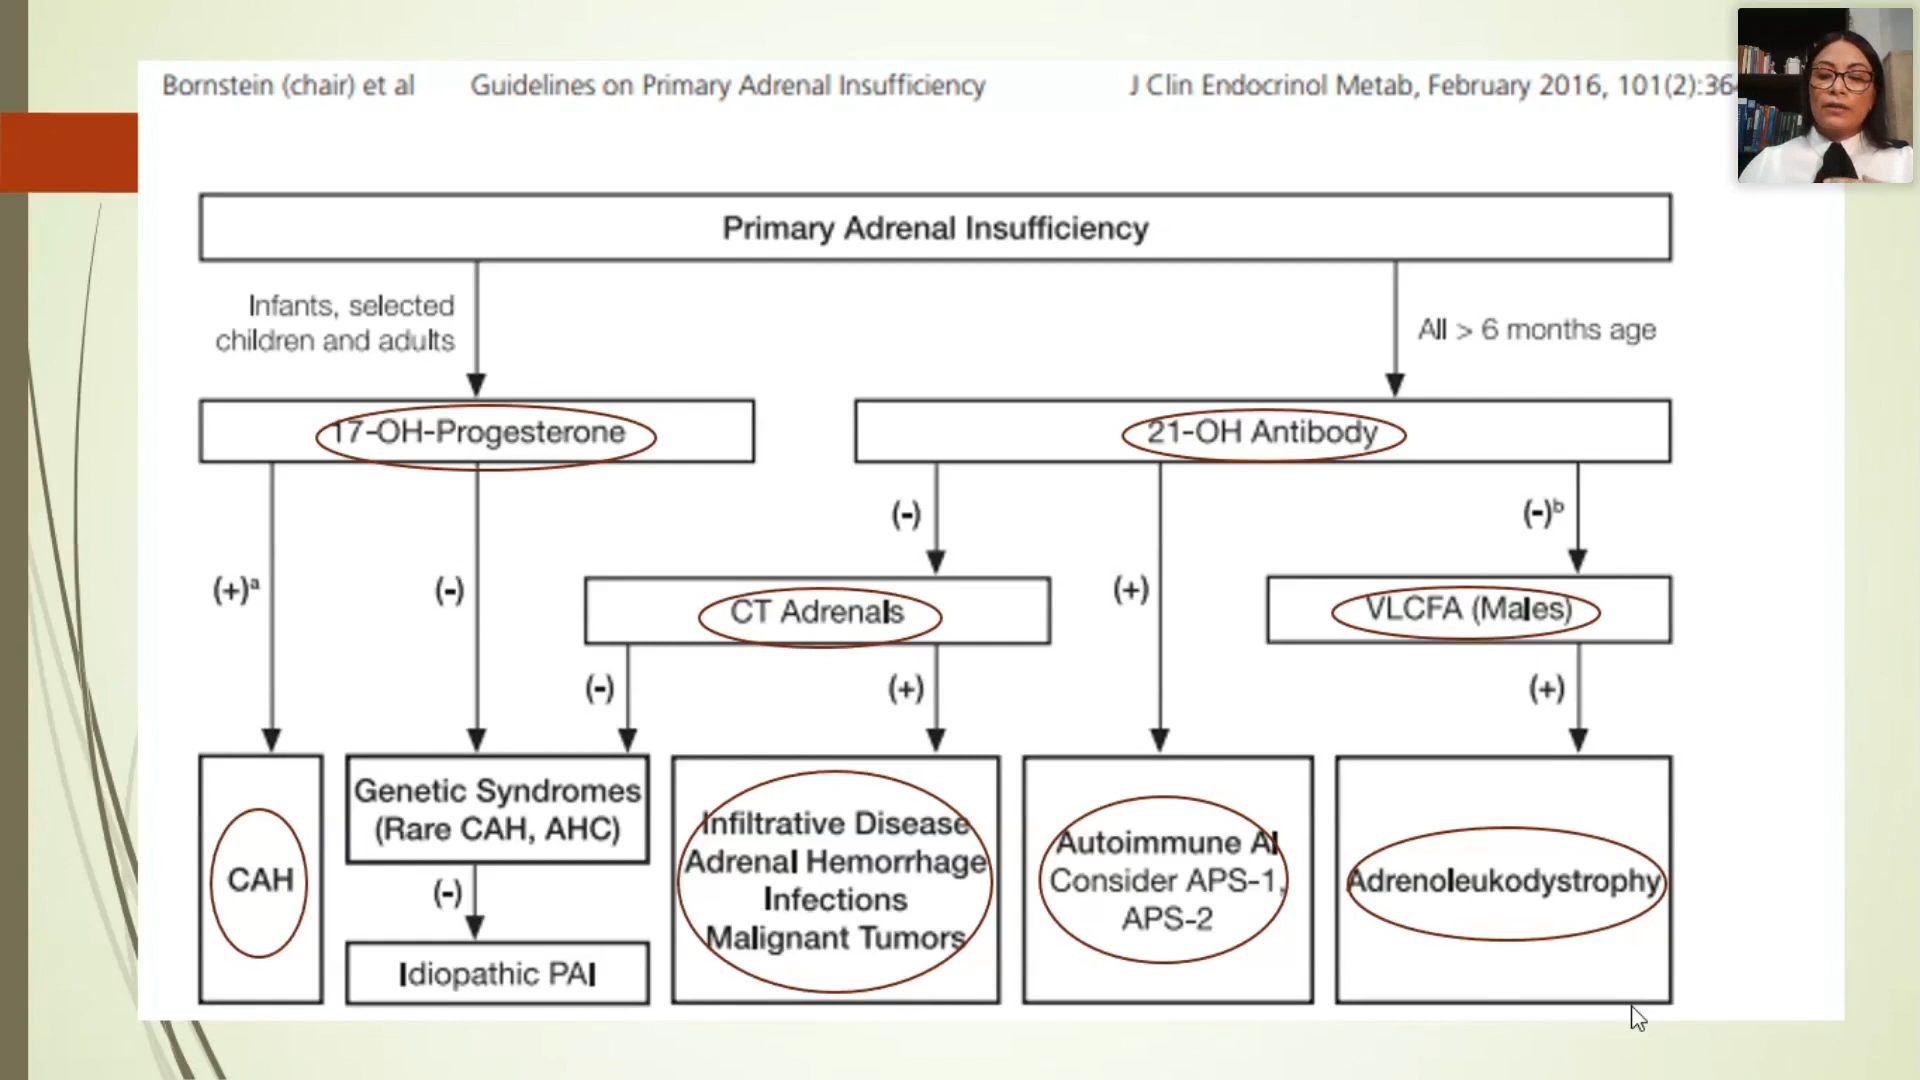 Bornstein (chair) et al Guidelines on Primary Adrenal Insufficiency J Clin Endocrinol Metab, February 2016, 101(2):36
Primary Adrenal Insufficiency
Infants, selected
children and adults
All > 6 months age
17-OH-Progesterone
21-OH Antibody
(-)
(-)ᵇ
(+)ᵃ
(-)
CT Adrenals
(+)
VLCFA (Males)
(-)
(+)
(+)
CAH
Genetic Syndromes
(Rare CAH, AHC)
(-)
Idiopathic PAI
Infiltrative Disease
Adrenal Hemorrhage
Infections
Malignant Tumors
Autoimmune AI
Consider APS-1,
APS-2
Adrenoleukodystrophy